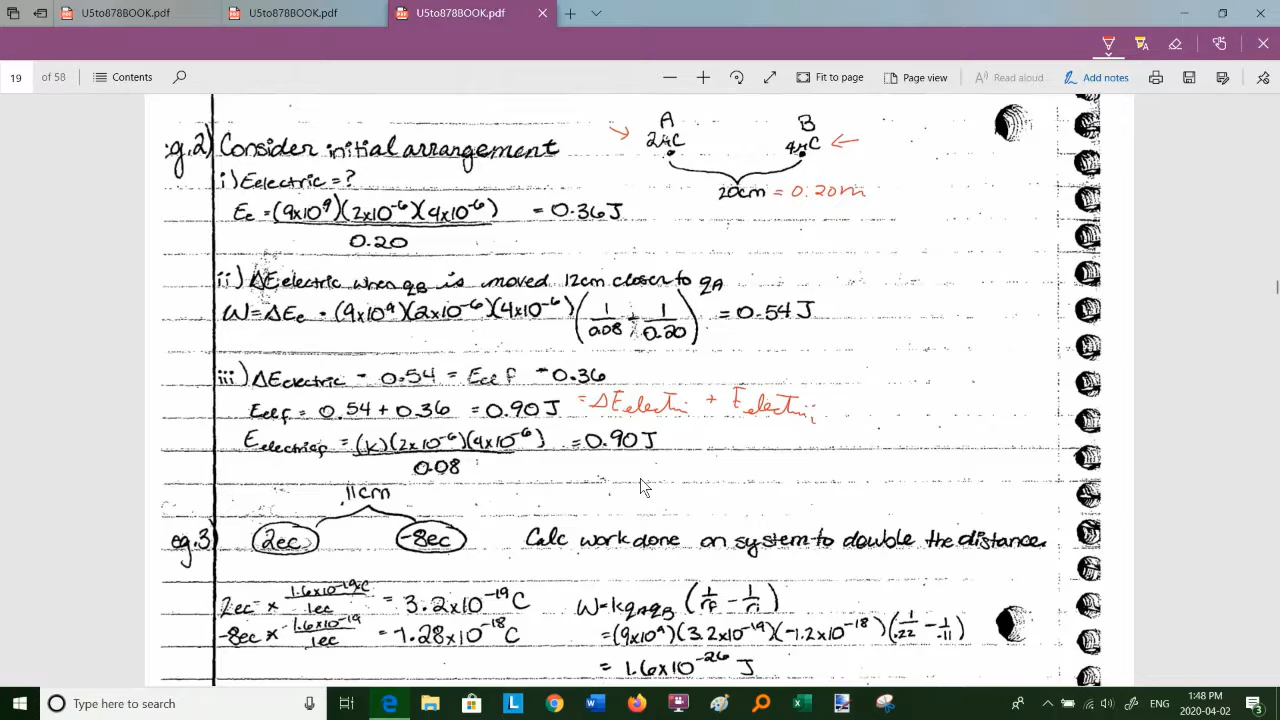 U5to878BOOK.pdf U5to878BOOK.pdf U5to878BOOK.pdf
19 of 58 Contents Fit to page Page view Read aloud Add notes
g.2) Consider initial arrangement
A 2μC B 4μC
20cm = 0.20m
i) Eelectric = ?
Ee = (9x10⁹)(2x10⁻⁶)(4x10⁻⁶) = 0.36J
0.20
ii) ΔEelectric when qB is moved 12cm closer to qA
W = ΔEe = (9x10⁹)(2x10⁻⁶)(4x10⁻⁶)(1/0.08 - 1/0.20) = 0.54J
iii) ΔEelectric = 0.54 = Eelf - 0.36
Eelf = 0.54 + 0.36 = 0.90J = ΔEelectric + Eelectrici
Eelectric = (k)(2x10⁻⁶)(4x10⁻⁶) = 0.90J
0.08
11cm
eg.3) 2ec -8ec Calc work done on system to double the distance.
2ec x 1.6x10⁻¹⁹C/1ec = 3.2x10⁻¹⁹C W = kqAqB (1/rf - 1/ri)
-8ec x 1.6x10⁻¹⁹/1ec = -1.28x10⁻¹⁸C = (9x10⁹)(3.2x10⁻¹⁹)(-1.2x10⁻¹⁸)(1/.22 - 1/.11)
= 1.6x10⁻²⁶ J
Type here to search
ENG
1:48 PM
2020-04-02
3